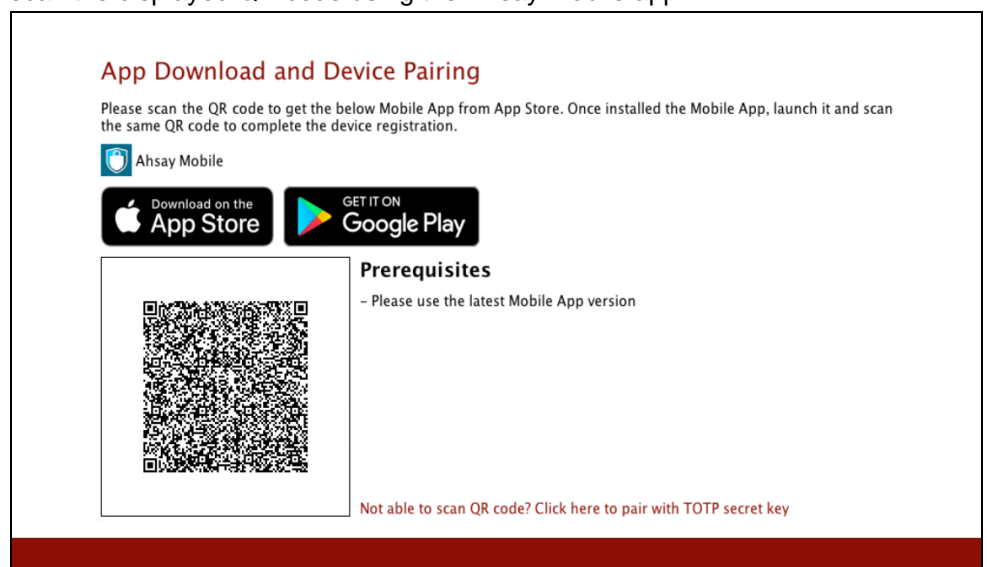 App Download and Device Pairing
Please scan the QR code to get the below Mobile App from App Store. Once installed the Mobile App, launch it and scan
the same QR code to complete the device registration.
Ahsay Mobile
Download on the
App Store
GET IT ON
Google Play
Prerequisites
– Please use the latest Mobile App version
Not able to scan QR code? Click here to pair with TOTP secret key